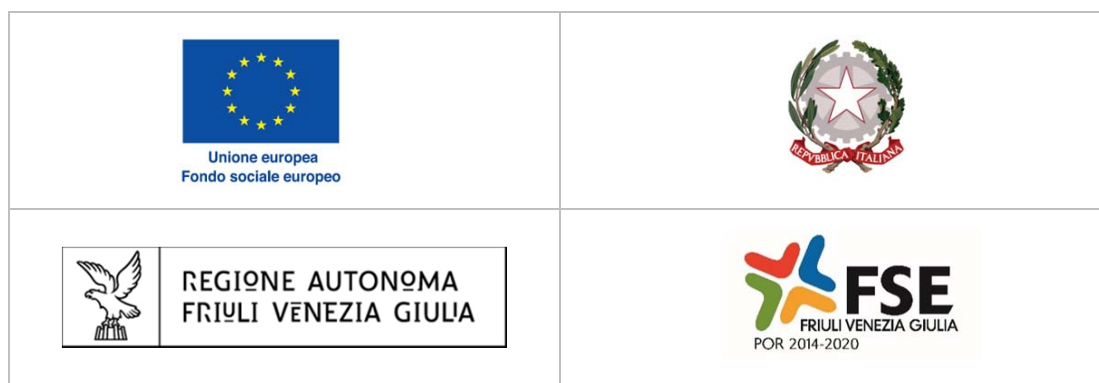 Unione europea
Fondo sociale europeo
REPVBBLICA ITALIANA
REGIONE AUTONOMA
FRIULI VENEZIA GIULIA
FSE
FRIULI VENEZIA GIULIA
POR 2014-2020